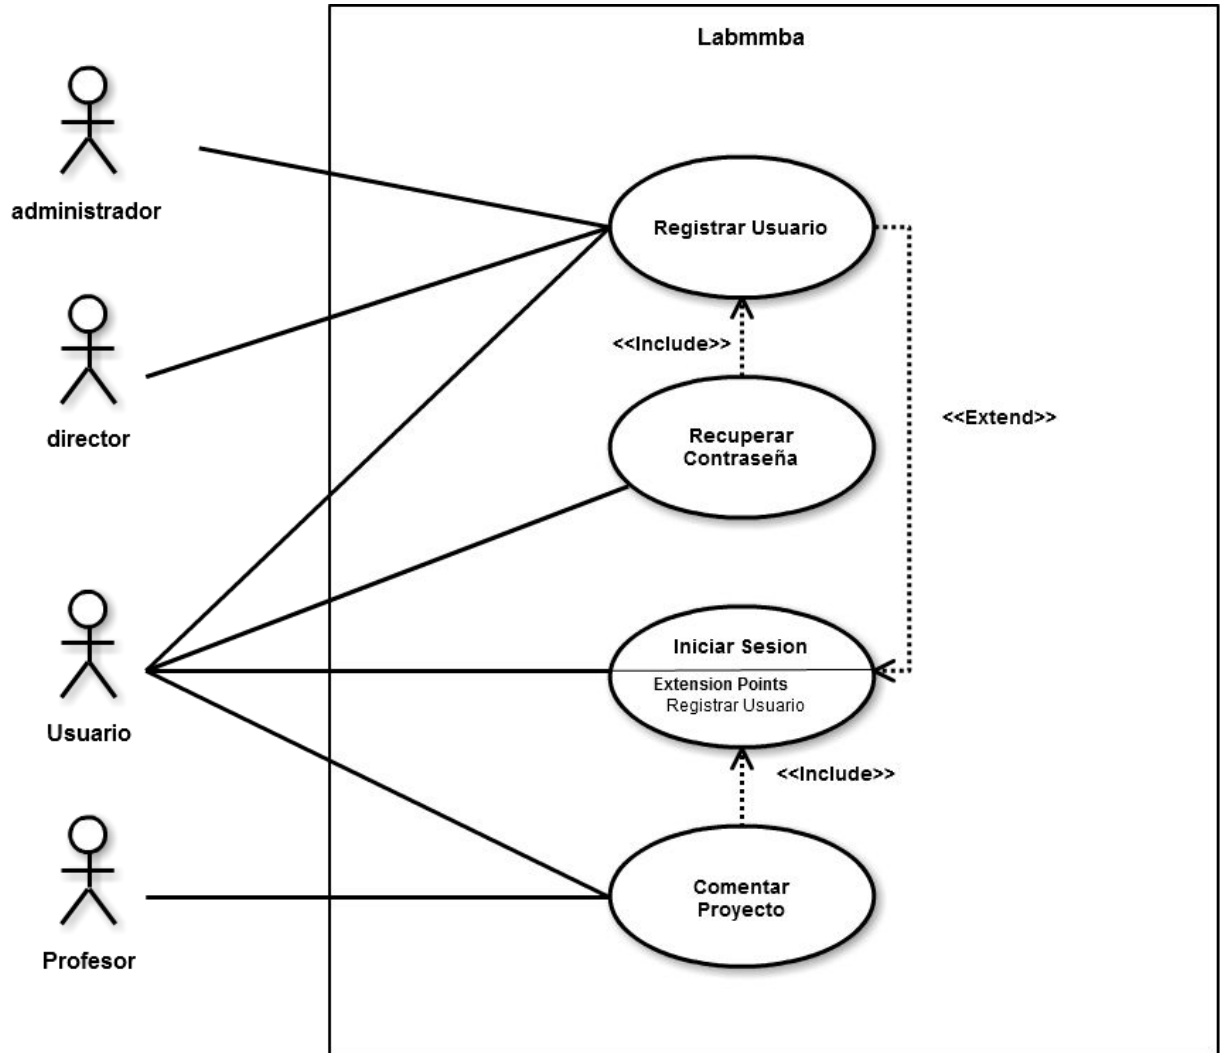 Labmmba
administrador
Registrar Usuario
<<Include>>
director
Recuperar
Contraseña
<<Extend>>
Iniciar Sesion
Extension Points
Registrar Usuario
Usuario
<<Include>>
Comentar
Proyecto
Profesor